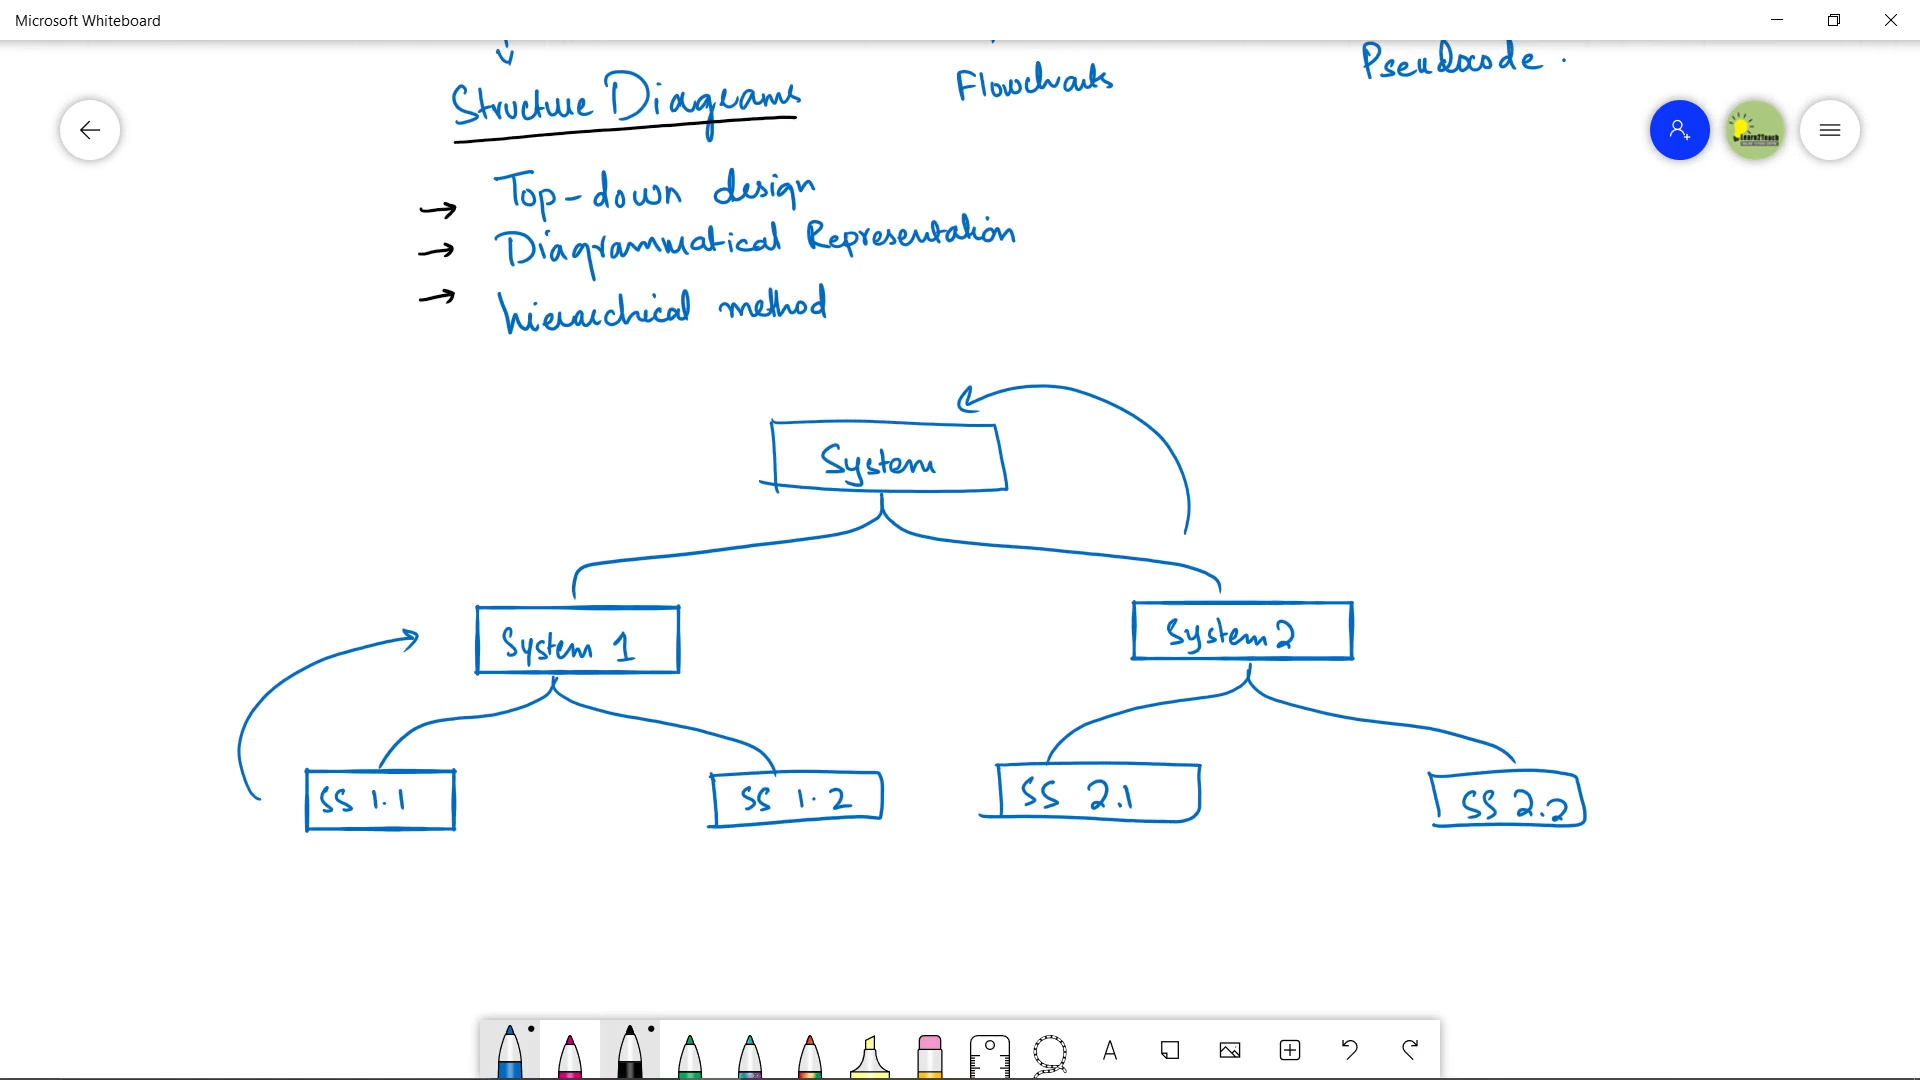 Microsoft Whiteboard
Pseudocode.
Flowcharts
Structure Diagrams
→ Top-down design
→ Diagrammatical Representation
→ hierarchical method
System
System 1
System 2
SS 1.1
SS 1.2
SS 2.1
SS 2.2
Learn2Teach
A